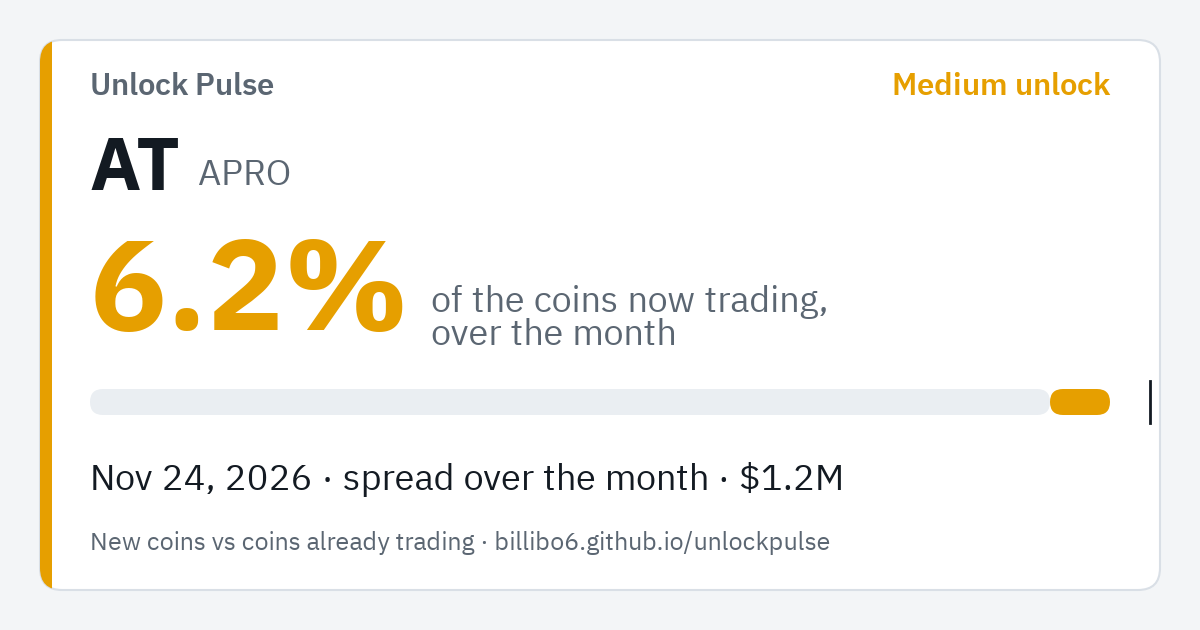 Unlock Pulse
Medium unlock
AT APRO
6.2% of the coins now trading,
over the month
Nov 24, 2026 · spread over the month · $1.2M
New coins vs coins already trading · billibo6.github.io/unlockpulse